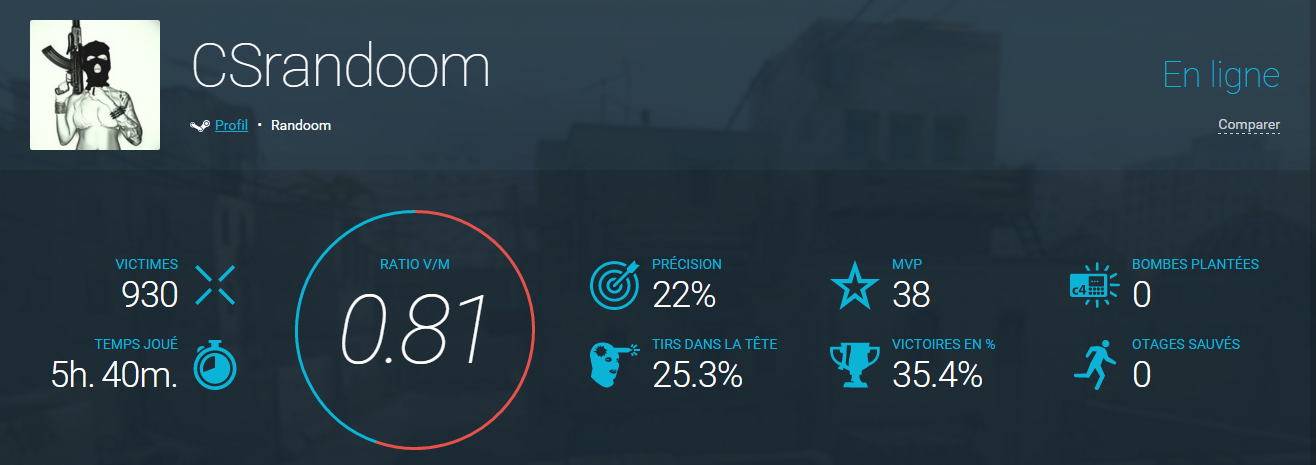 CSrandoom
En ligne
Profil • Randoom
Comparer
VICTIMES
930
TEMPS JOUÉ
5h. 40m.
RATIO V/M
0.81
PRÉCISION
22%
TIRS DANS LA TÊTE
25.3%
MVP
38
VICTOIRES EN %
35.4%
BOMBES PLANTÉES
c4
0
OTAGES SAUVÉS
0